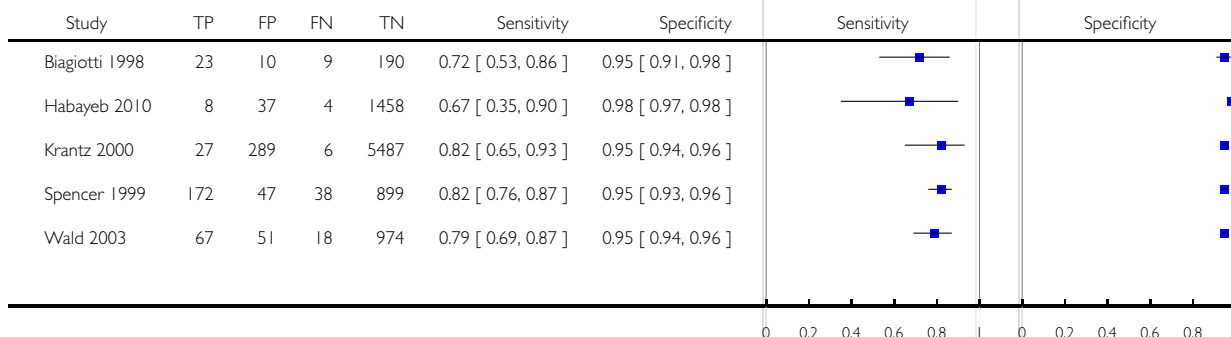 Study TP FP FN TN Sensitivity Specificity Sensitivity Specificity
Biagiotti 1998 23 10 9 190 0.72 [ 0.53, 0.86 ] 0.95 [ 0.91, 0.98 ]
Habayeb 2010 8 37 4 1458 0.67 [ 0.35, 0.90 ] 0.98 [ 0.97, 0.98 ]
Krantz 2000 27 289 6 5487 0.82 [ 0.65, 0.93 ] 0.95 [ 0.94, 0.96 ]
Spencer 1999 172 47 38 899 0.82 [ 0.76, 0.87 ] 0.95 [ 0.93, 0.96 ]
Wald 2003 67 51 18 974 0.79 [ 0.69, 0.87 ] 0.95 [ 0.94, 0.96 ]
0 0.2 0.4 0.6 0.8 1 0 0.2 0.4 0.6 0.8